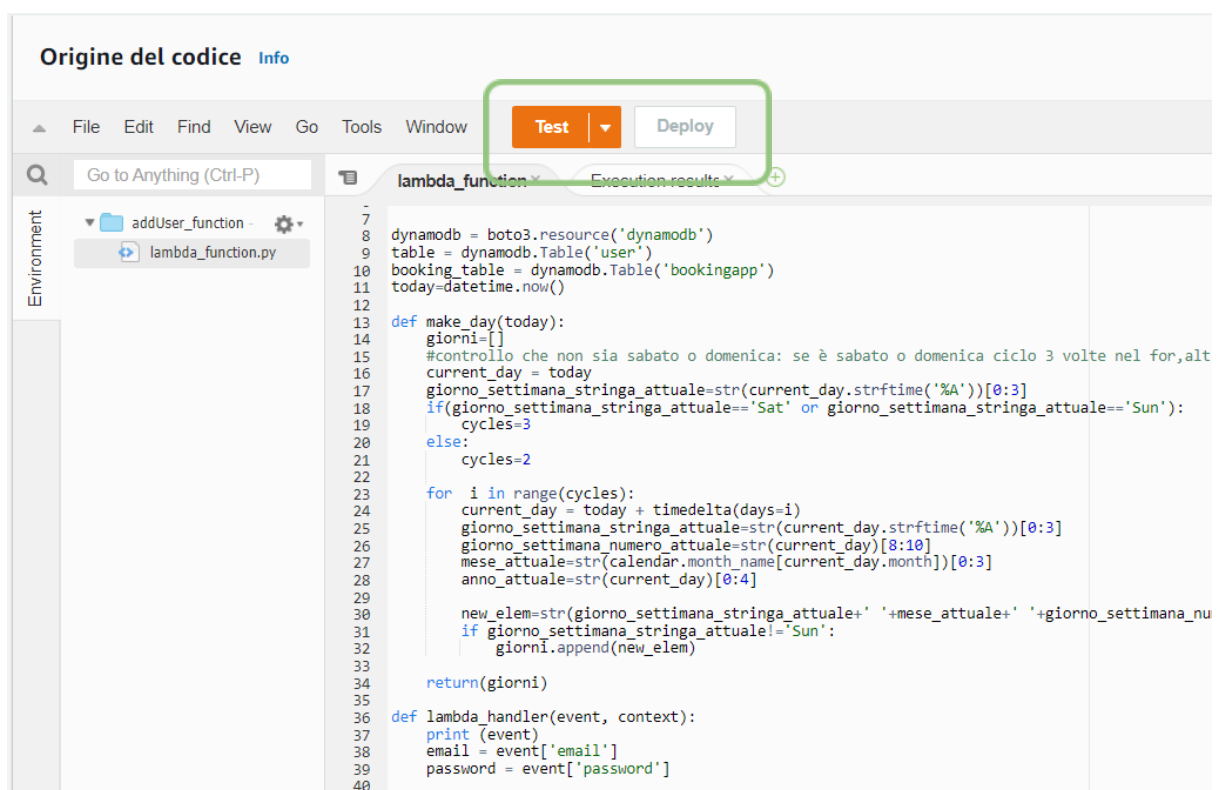 Origine del codice Info
File Edit Find View Go Tools Window Test Deploy
Go to Anything (Ctrl-P)
lambda_function Execution results
Environment
addUser_function -
lambda_function.py
7
8 dynamodb = boto3.resource('dynamodb')
9 table = dynamodb.Table('user')
10 booking_table = dynamodb.Table('bookingapp')
11 today=datetime.now()
12
13 def make_day(today):
14 giorni=[]
15 #controllo che non sia sabato o domenica: se è sabato o domenica ciclo 3 volte nel for,alt
16 current_day = today
17 giorno_settimana_stringa_attuale=str(current_day.strftime('%A'))[0:3]
18 if(giorno_settimana_stringa_attuale=='Sat' or giorno_settimana_stringa_attuale=='Sun'):
19 cycles=3
20 else:
21 cycles=2
22
23 for i in range(cycles):
24 current_day = today + timedelta(days=i)
25 giorno_settimana_stringa_attuale=str(current_day.strftime('%A'))[0:3]
26 giorno_settimana_numero_attuale=str(current_day)[8:10]
27 mese_attuale=str(calendar.month_name[current_day.month])[0:3]
28 anno_attuale=str(current_day)[0:4]
29
30 new_elem=str(giorno_settimana_stringa_attuale+' '+mese_attuale+' '+giorno_settimana_nu
31 if giorno_settimana_stringa_attuale!='Sun':
32 giorni.append(new_elem)
33
34 return(giorni)
35
36 def lambda_handler(event, context):
37 print (event)
38 email = event['email']
39 password = event['password']
40